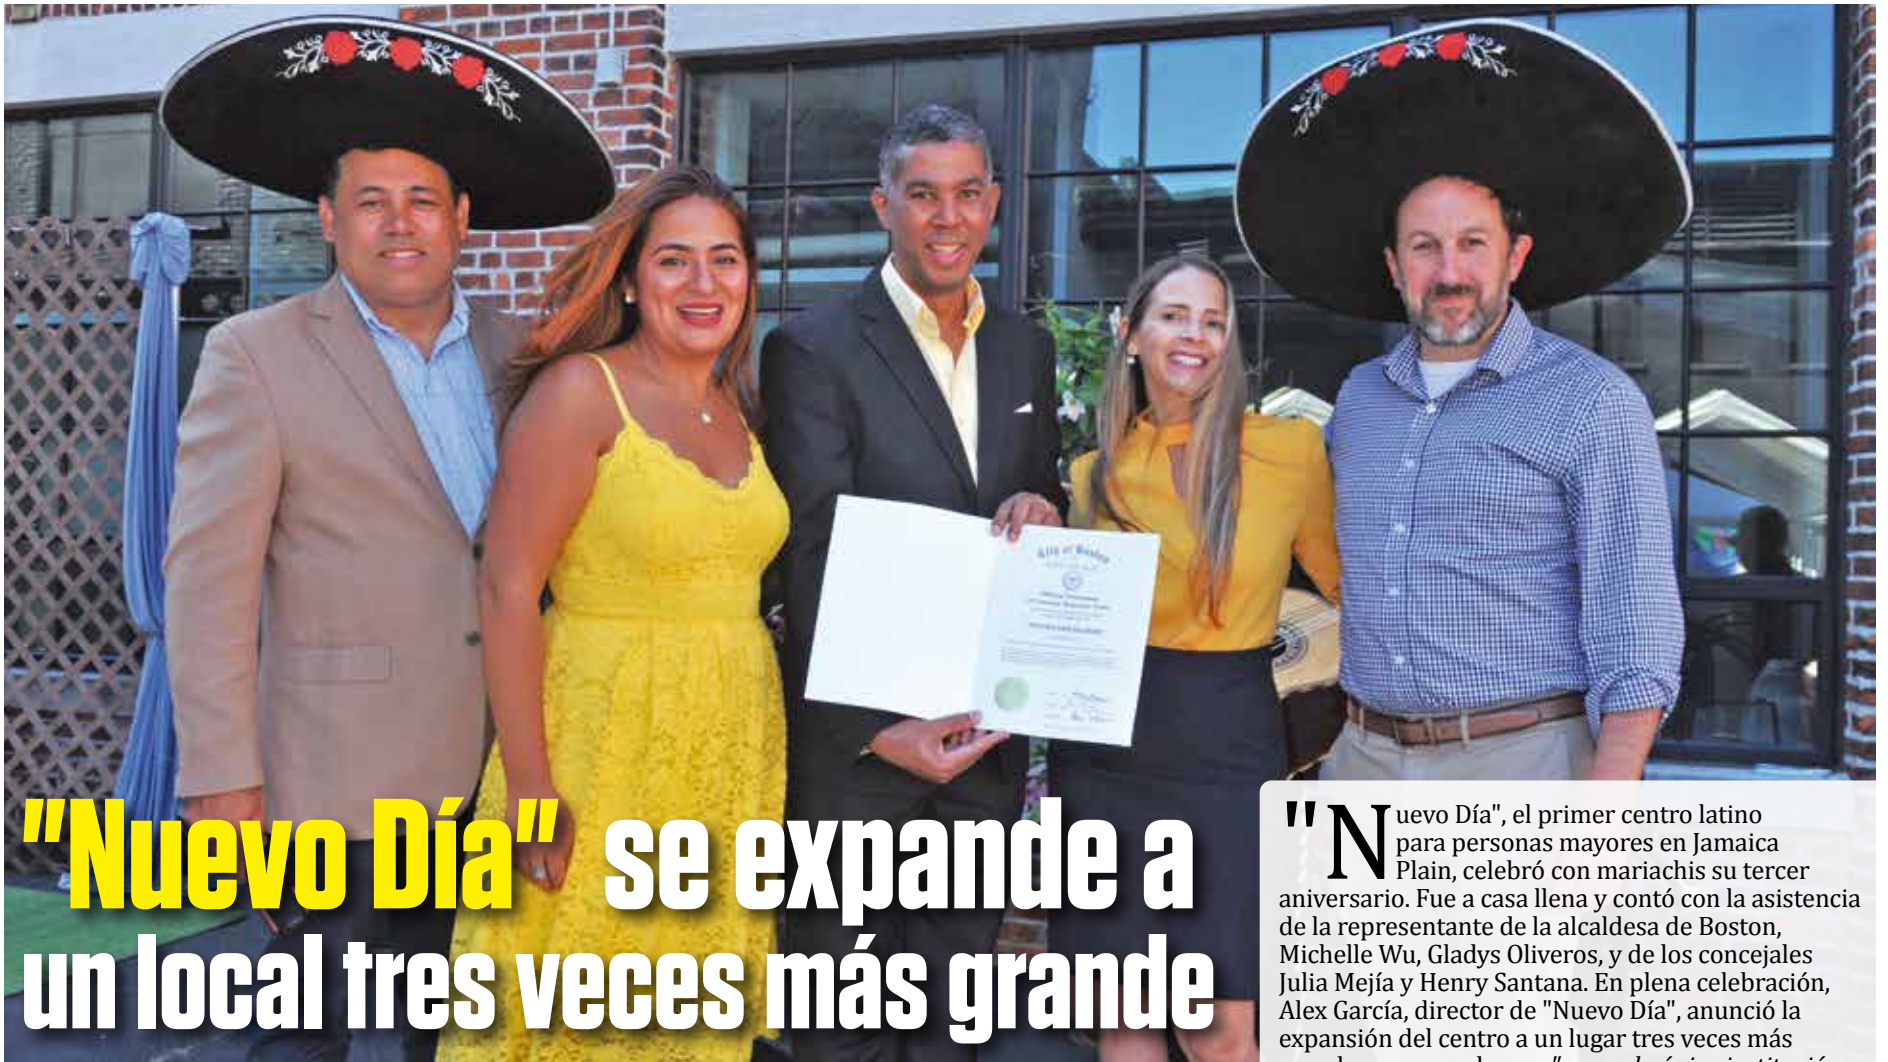 City of Boston
"Nuevo Día" se expande a
un local tres veces más grande
"Nuevo Día", el primer centro latino
para personas mayores en Jamaica
Plain, celebró con mariachis su tercer
aniversario. Fue a casa llena y contó con la asistencia
de la representante de la alcaldesa de Boston,
Michelle Wu, Gladys Oliveros, y de los concejales
Julia Mejía y Henry Santana. En plena celebración,
Alex García, director de "Nuevo Día", anunció la
expansión del centro a un lugar tres veces más